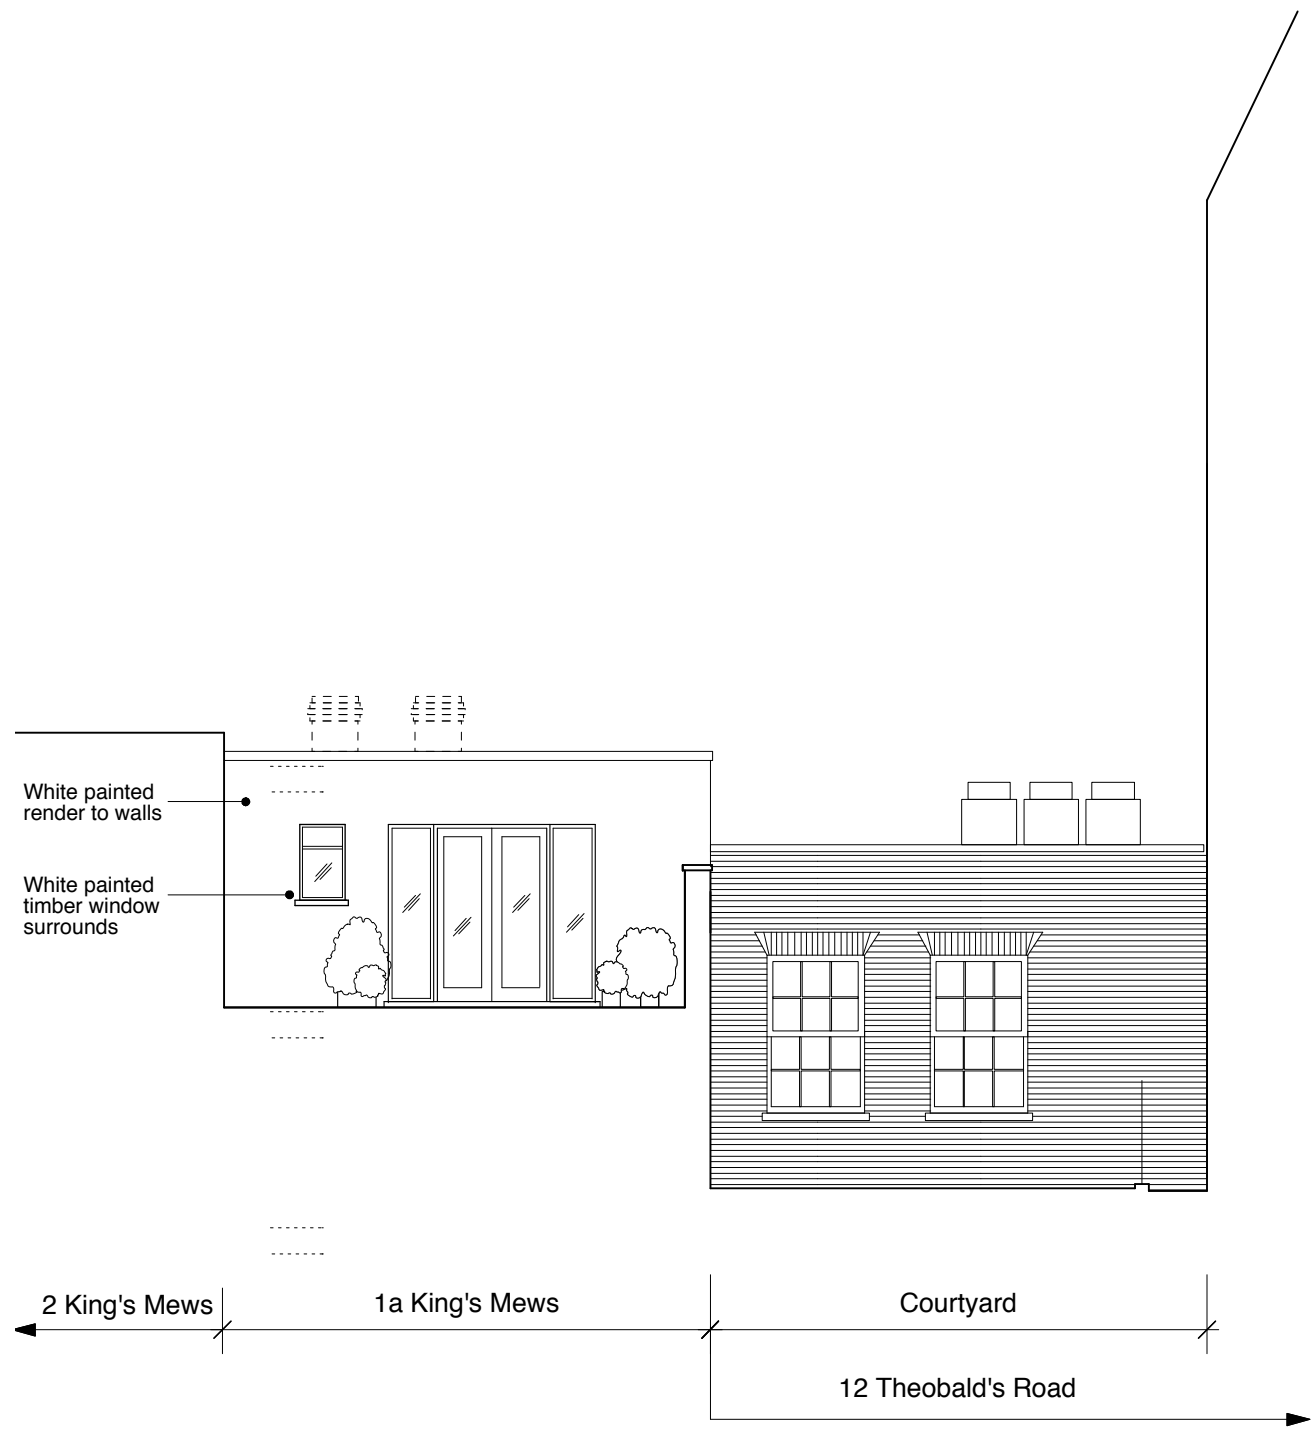 White painted
render to walls
White painted
timber window
surrounds
2 King's Mews
1a King's Mews
Courtyard
12 Theobald's Road